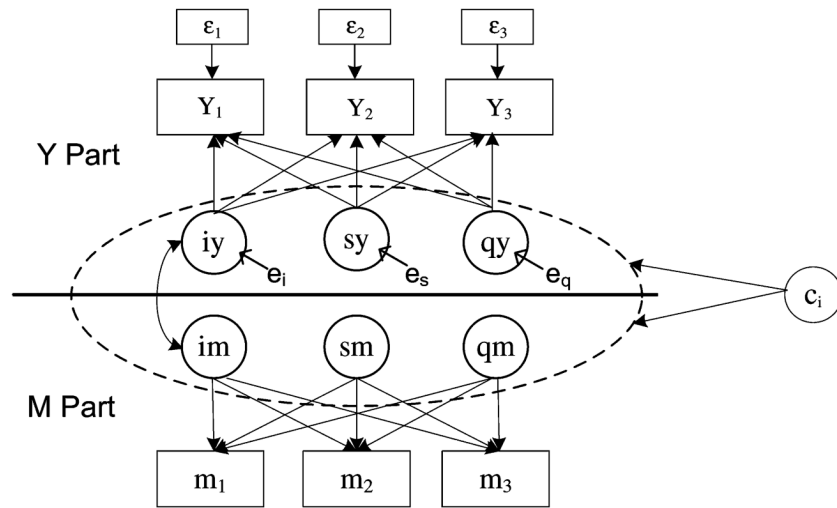 ε₁ ε₂ ε₃
Y₁ Y₂ Y₃
Y Part
iy sy qy
eᵢ eₛ e_q
cᵢ
im sm qm
M Part
m₁ m₂ m₃